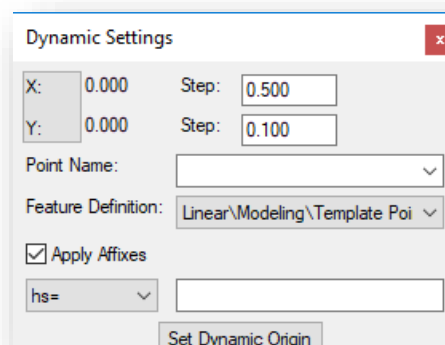 Dynamic Settings x
X: 0.000 Step: 0.500
Y: 0.000 Step: 0.100
Point Name:
Feature Definition: Linear\Modeling\Template Poi
Apply Affixes
hs=
Set Dynamic Origin